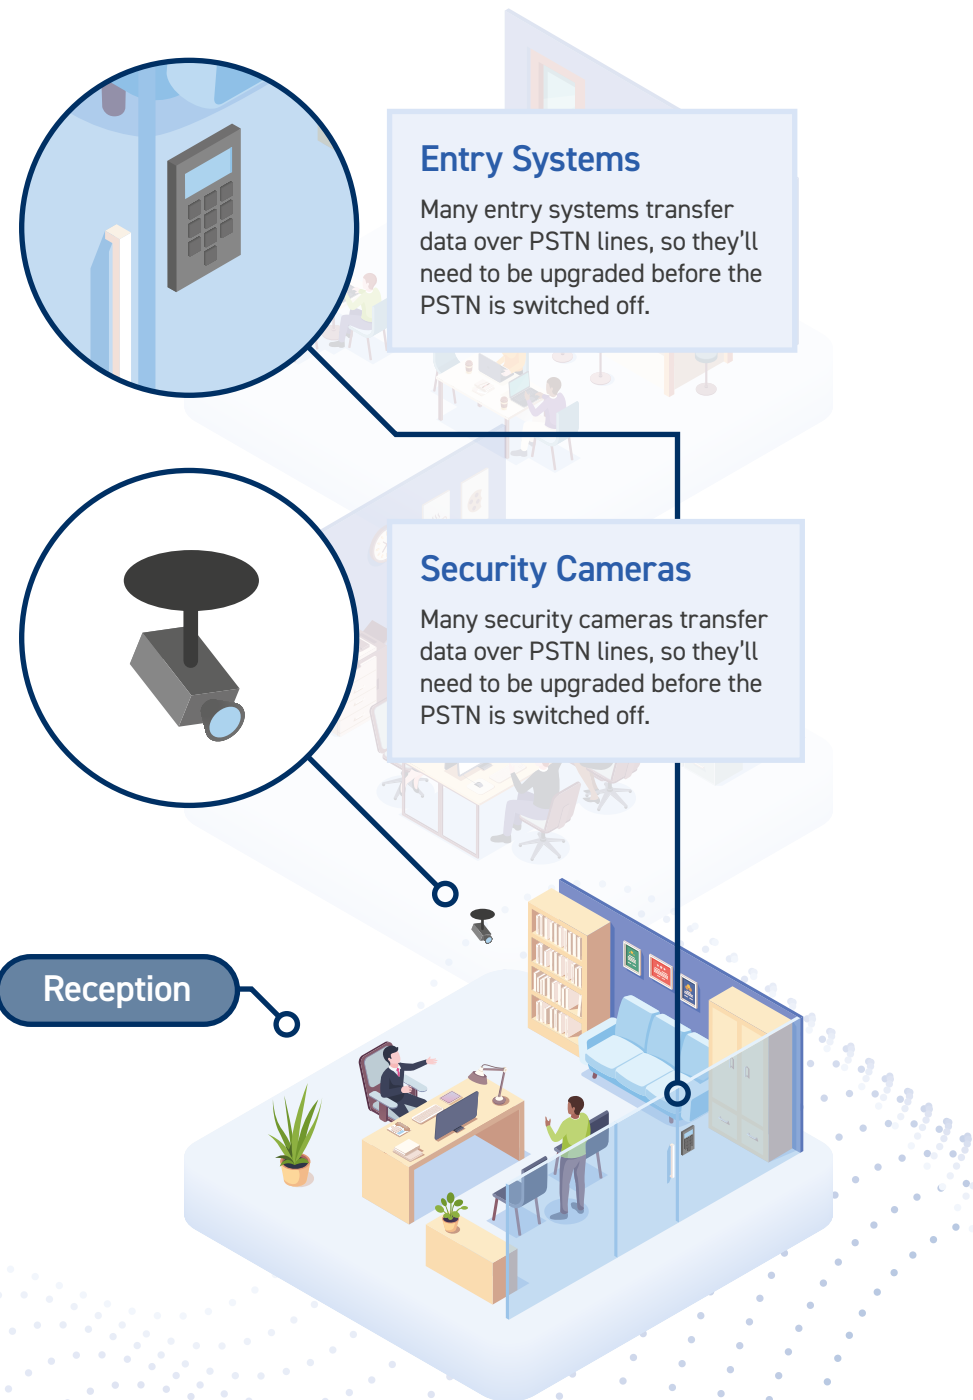 Entry Systems
Many entry systems transfer
data over PSTN lines, so they’ll
need to be upgraded before the
PSTN is switched off.
Security Cameras
Many security cameras transfer
data over PSTN lines, so they’ll
need to be upgraded before the
PSTN is switched off.
Reception